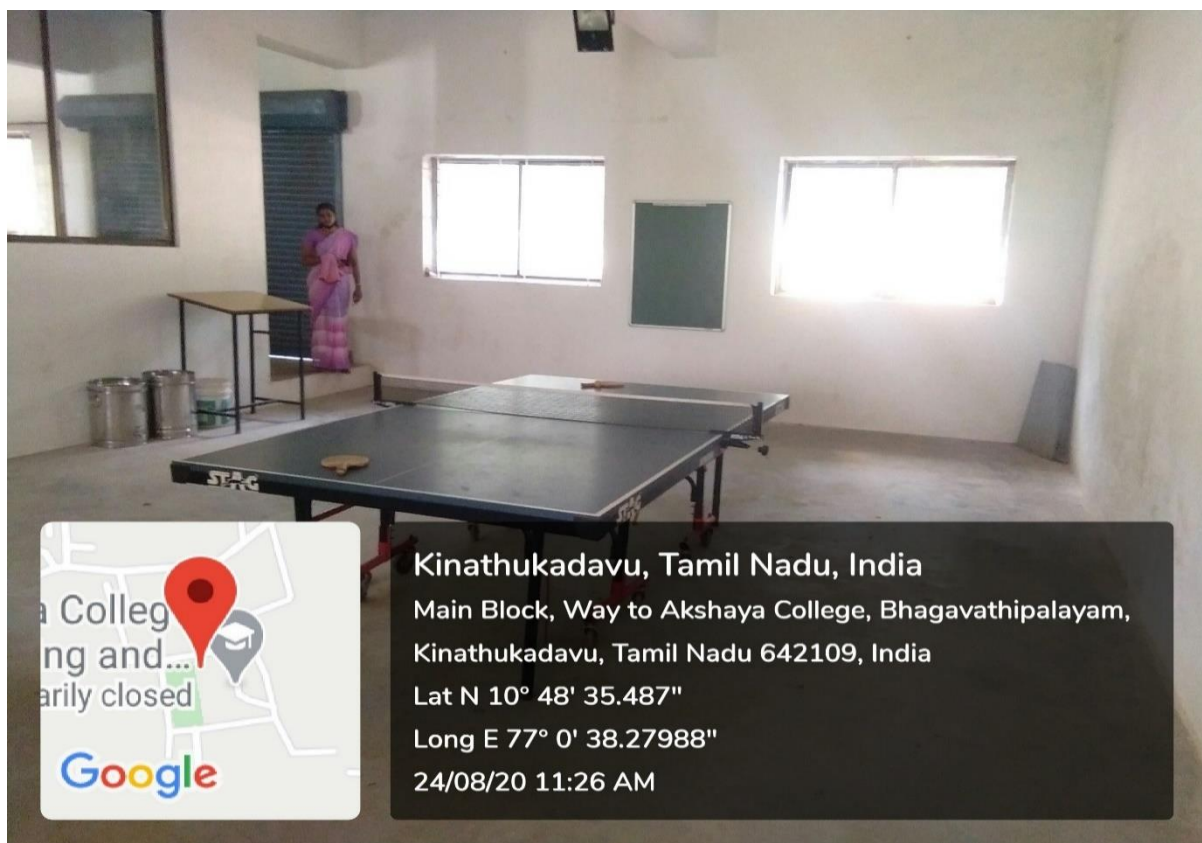 STAG
STAG
a Colleg
ng and...
arily closed
Google
Kinathukadavu, Tamil Nadu, India
Main Block, Way to Akshaya College, Bhagavathipalayam,
Kinathukadavu, Tamil Nadu 642109, India
Lat N 10° 48' 35.487"
Long E 77° 0' 38.27988"
24/08/20 11:26 AM